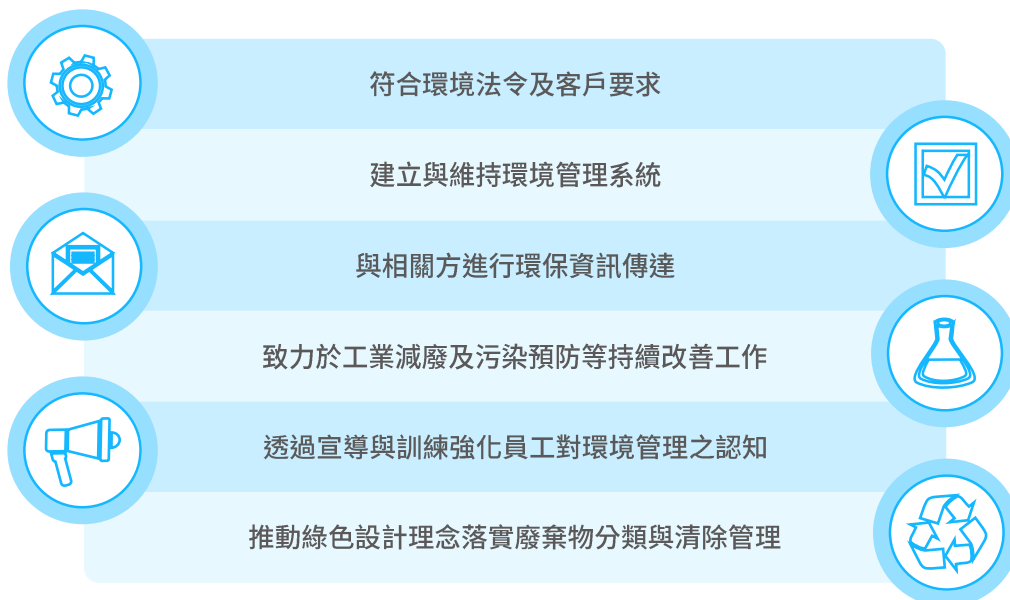 符合環境法令及客戶要求
建立與維持環境管理系統
與相關方進行環保資訊傳達
致力於工業減廢及污染預防等持續改善工作
透過宣導與訓練強化員工對環境管理之認知
推動綠色設計理念落實廢棄物分類與清除管理